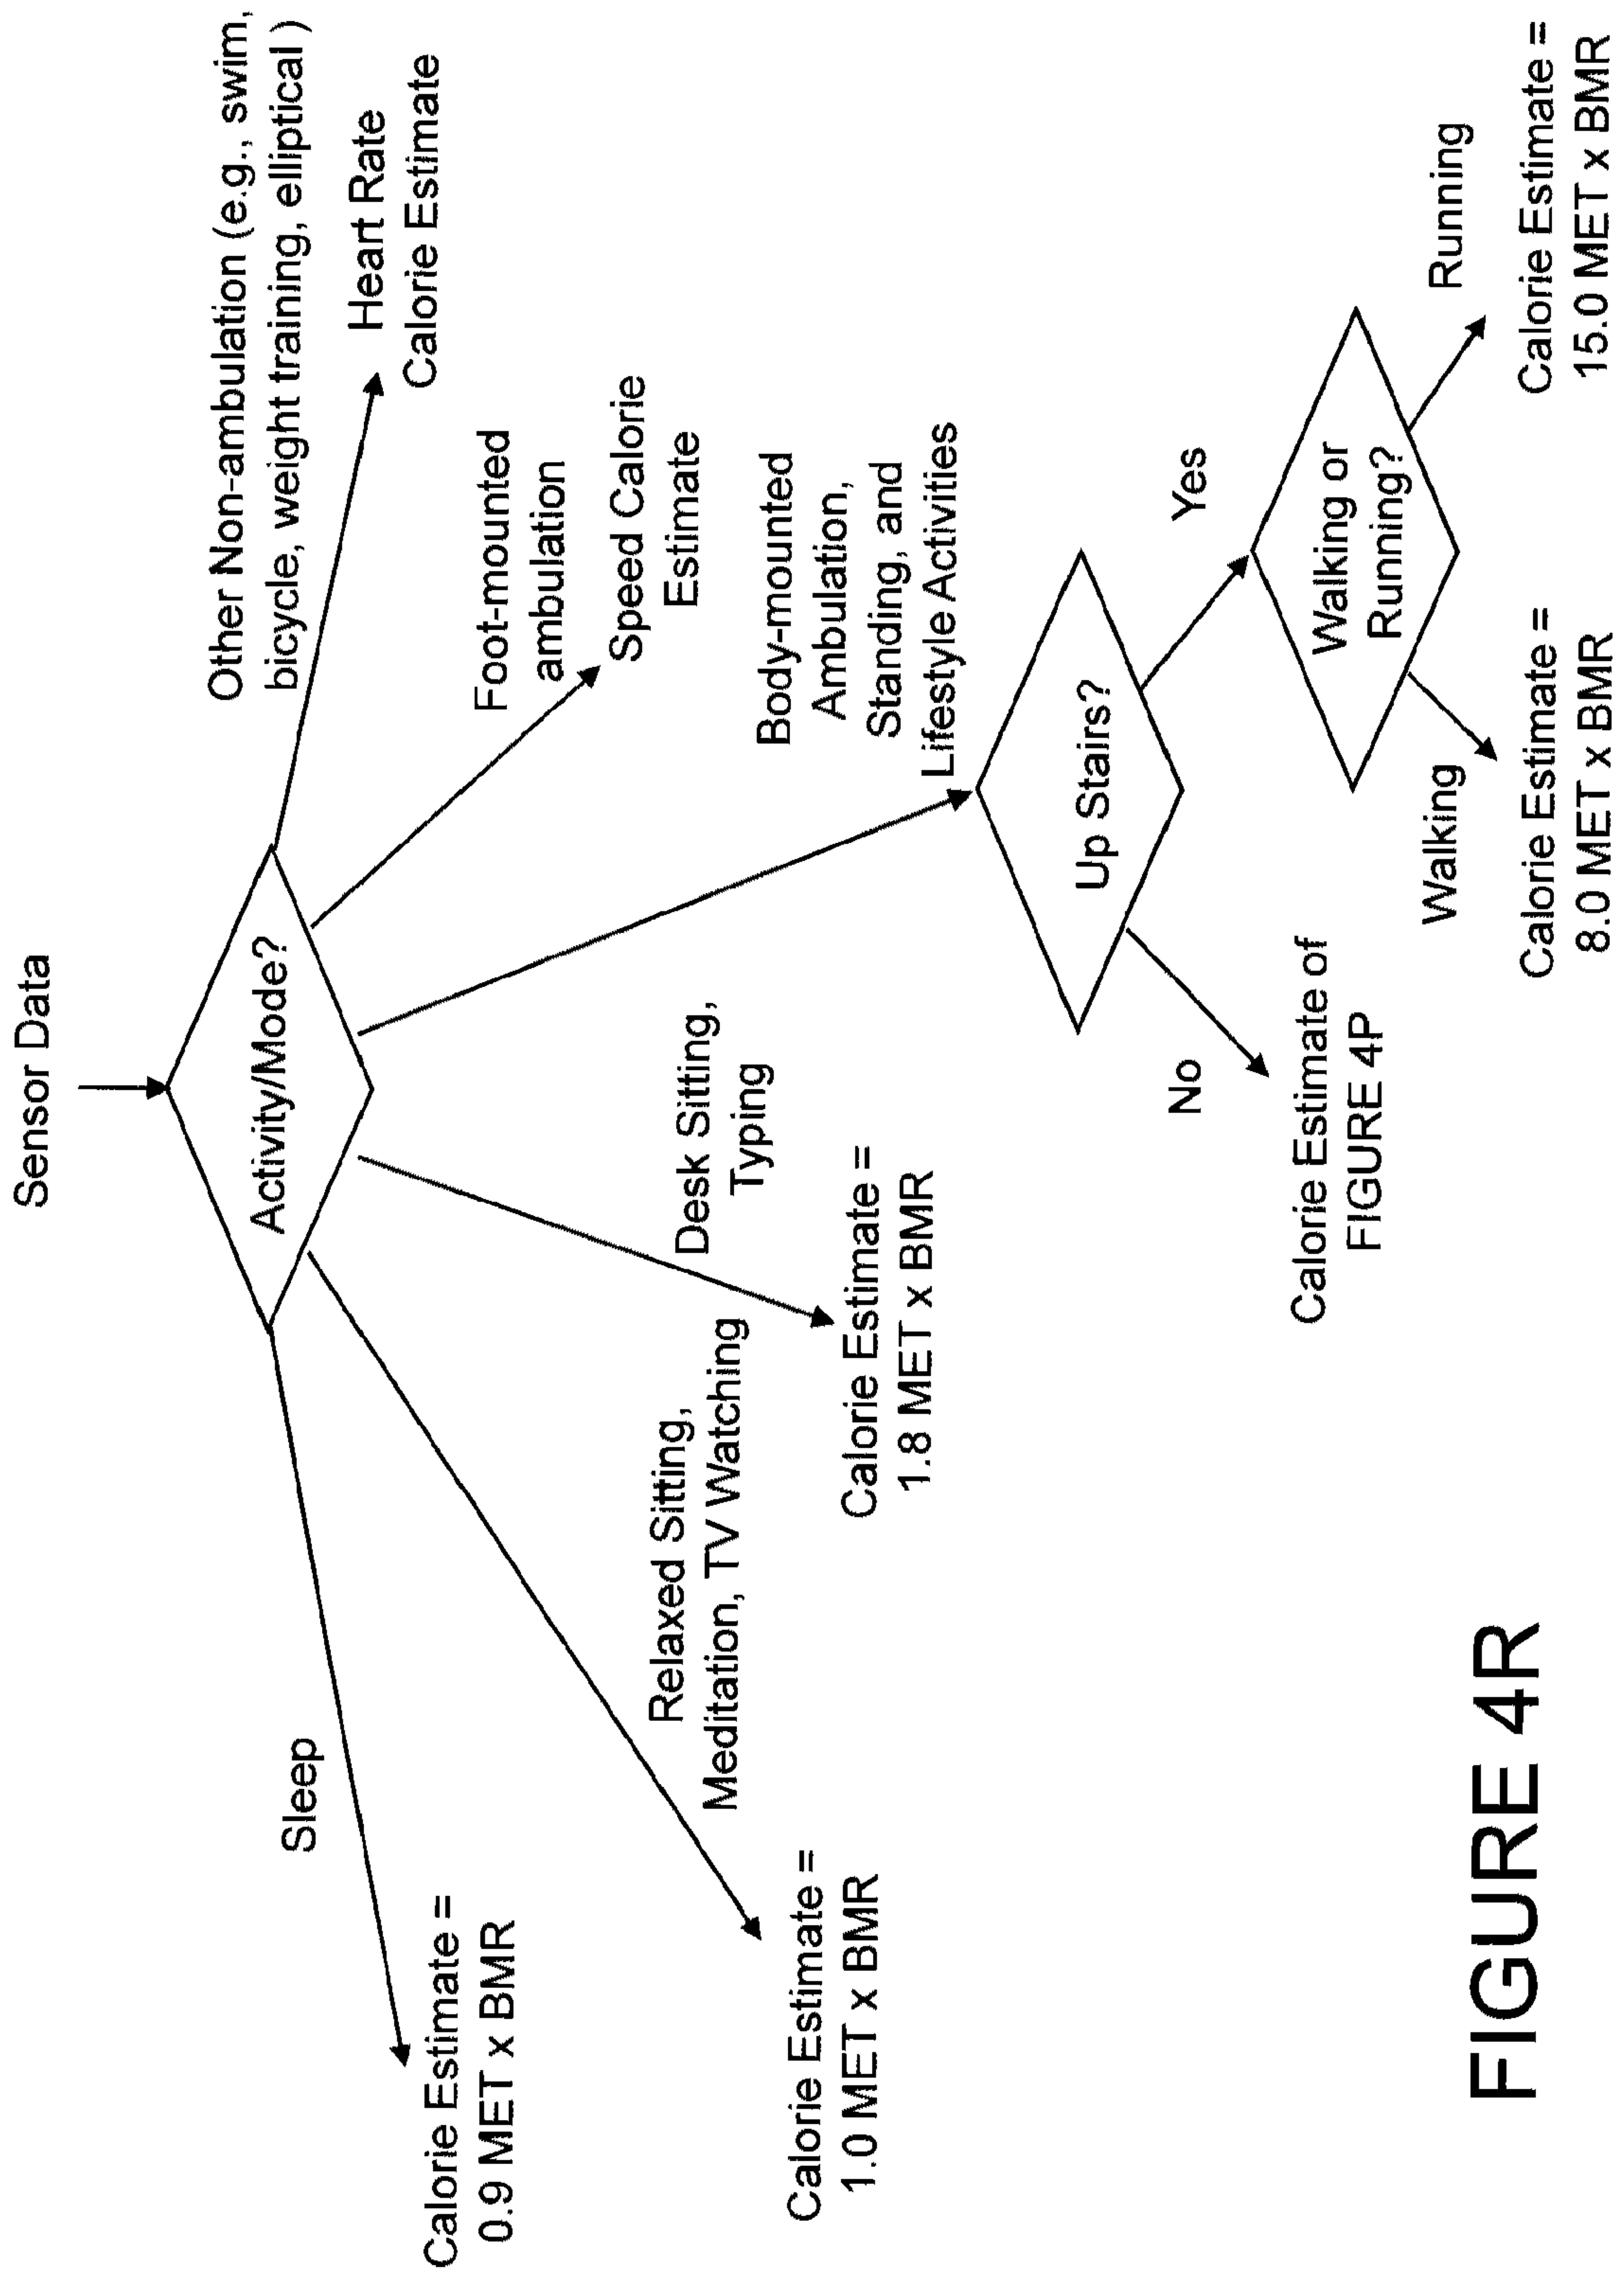 Sensor Data
Activity/Mode?
Sleep
Calorie Estimate =
0.9 MET x BMR
Relaxed Sitting,
Meditation, TV Watching
Calorie Estimate =
1.0 MET x BMR
Desk Sitting,
Typing
Calorie Estimate =
1.8 MET x BMR
Other Non-ambulation (e.g., swim,
bicycle, weight training, elliptical )
Heart Rate
Calorie Estimate
Foot-mounted
ambulation
Speed Calorie
Estimate
Body-mounted
Ambulation,
Standing, and
Lifestyle Activities
Up Stairs?
No
Calorie Estimate of
FIGURE 4P
Yes
Walking or
Running?
Walking
Calorie Estimate =
8.0 MET x BMR
Running
Calorie Estimate =
15.0 MET x BMR
FIGURE 4R